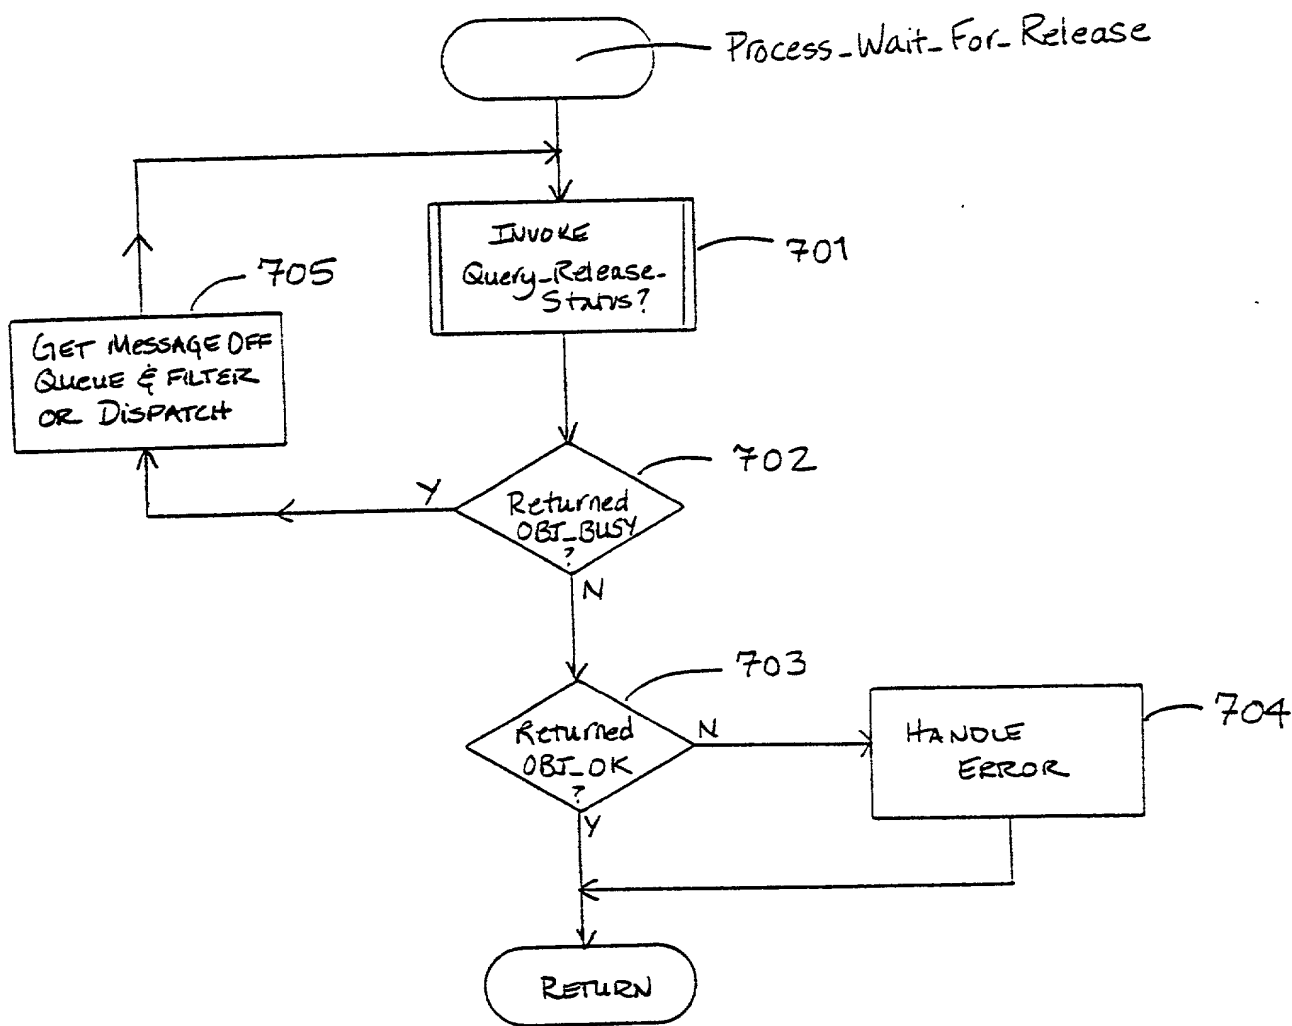 Process_Wait_For_Release
INVOKE
Query_Release_
Status?
701
705
GET MESSAGE OFF
QUEUE & FILTER
OR DISPATCH
702
Y
Returned
OBJ_BUSY
?
N
703
Returned
OBJ_OK
?
N
Y
HANDLE
ERROR
704
RETURN